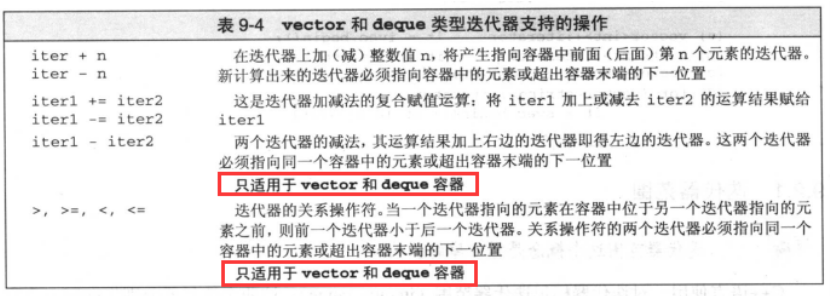 表 9-4 vector 和 deque 类型迭代器支持的操作
iter + n 在迭代器上加（减）整数值 n，将产生指向容器中前面（后面）第 n 个元素的迭代器。
iter - n 新计算出来的迭代器必须指向容器中的元素或超出容器末端的下一位置
iter1 += iter2 这是迭代器加减法的复合赋值运算：将 iter1 加上或减去 iter2 的运算结果赋给
iter1 -= iter2 iter1
iter1 - iter2 两个迭代器的减法，其运算结果加上右边的迭代器即得左边的迭代器。这两个迭代器
必须指向同一个容器中的元素或超出容器末端的下一位置
只适用于 vector 和 deque 容器
>, >=, <, <= 迭代器的关系操作符。当一个迭代器指向的元素在容器中位于另一个迭代器指向的元
素之前，则前一个迭代器小于后一个迭代器。关系操作符的两个迭代器必须指向同一个
容器中的元素或超出容器末端的下一位置
只适用于 vector 和 deque 容器